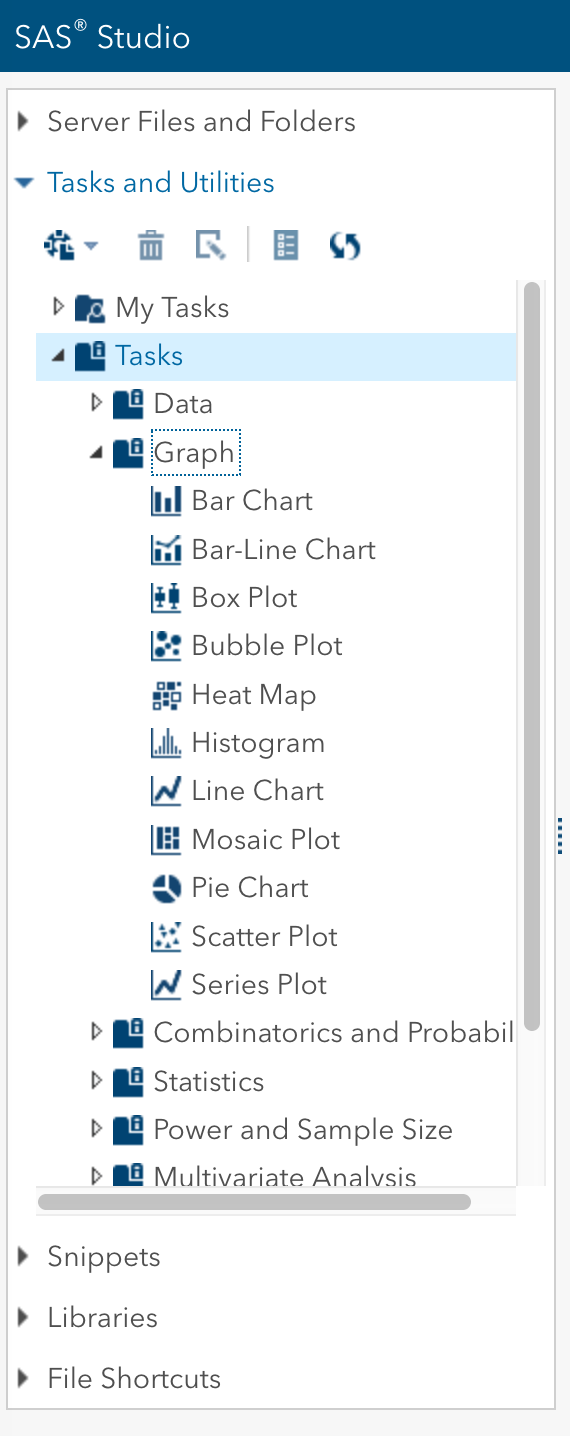 SAS® Studio
Server Files and Folders
Tasks and Utilities
My Tasks
Tasks
Data
Graph
Bar Chart
Bar-Line Chart
Box Plot
Bubble Plot
Heat Map
Histogram
Line Chart
Mosaic Plot
Pie Chart
Scatter Plot
Series Plot
Combinatorics and Probabil
Statistics
Power and Sample Size
Multivariate Analysis
Snippets
Libraries
File Shortcuts